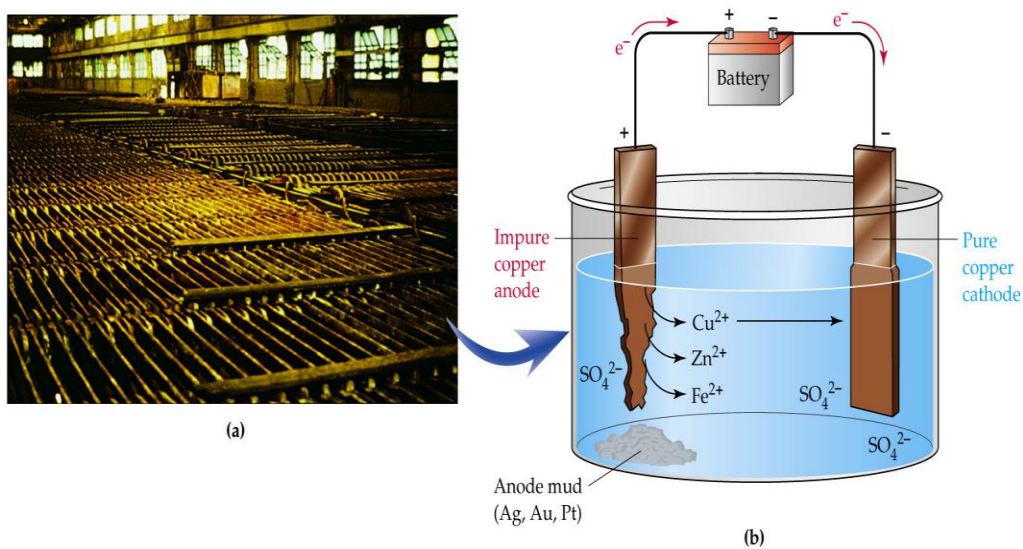 e⁻
+
−
e⁻
Battery
+
−
Impure
copper
anode
Pure
copper
cathode
Cu²⁺
Zn²⁺
SO₄²⁻
Fe²⁺
SO₄²⁻
SO₄²⁻
Anode mud
(Ag, Au, Pt)
(a)
(b)